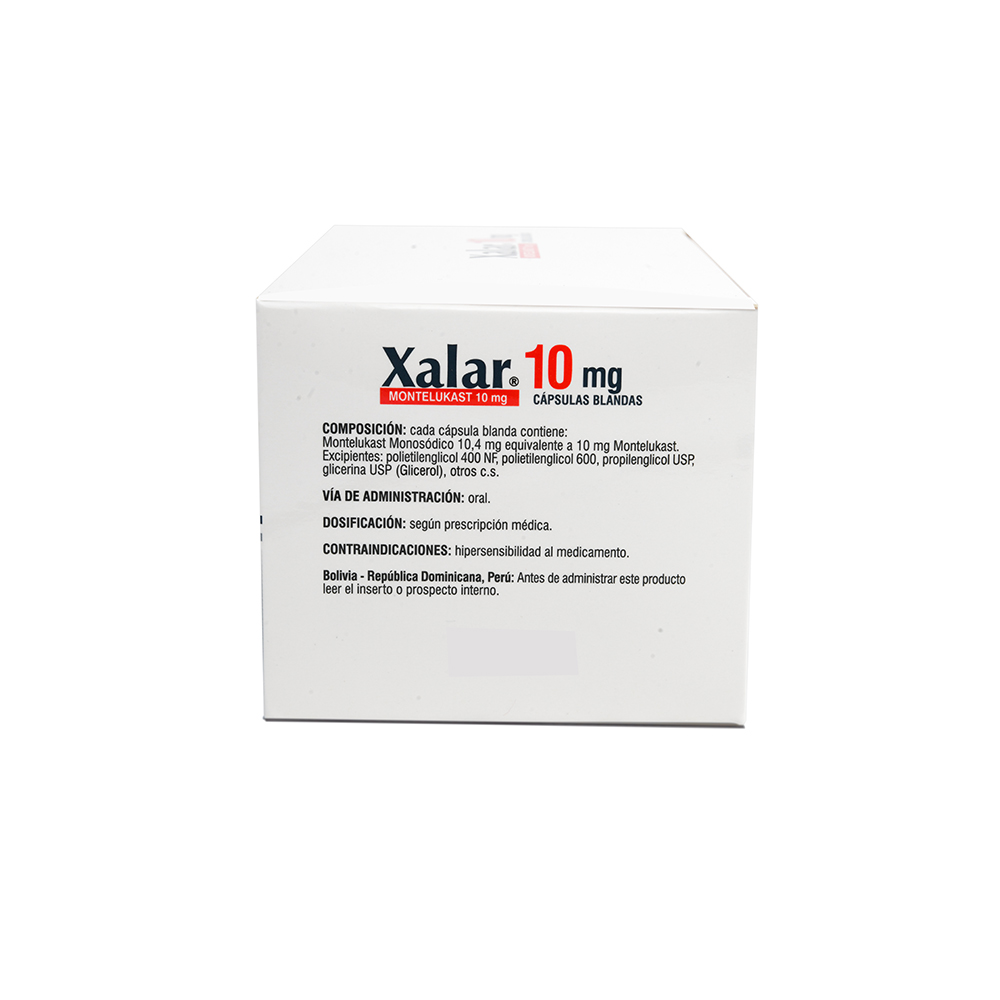 Xalar 10 mg
Xalar® 10 mg
MONTELUKAST 10 mg
CÁPSULAS BLANDAS
COMPOSICIÓN: cada cápsula blanda contiene:
Montelukast Monosódico 10,4 mg equivalente a 10 mg Montelukast.
Excipientes: polietilenglicol 400 NF, polietilenglicol 600, propilenglicol USP,
glicerina USP (Glicerol), otros c.s.
VÍA DE ADMINISTRACIÓN: oral.
DOSIFICACIÓN: según prescripción médica.
CONTRAINDICACIONES: hipersensibilidad al medicamento.
Bolivia - República Dominicana, Perú: Antes de administrar este producto
leer el inserto o prospecto interno.